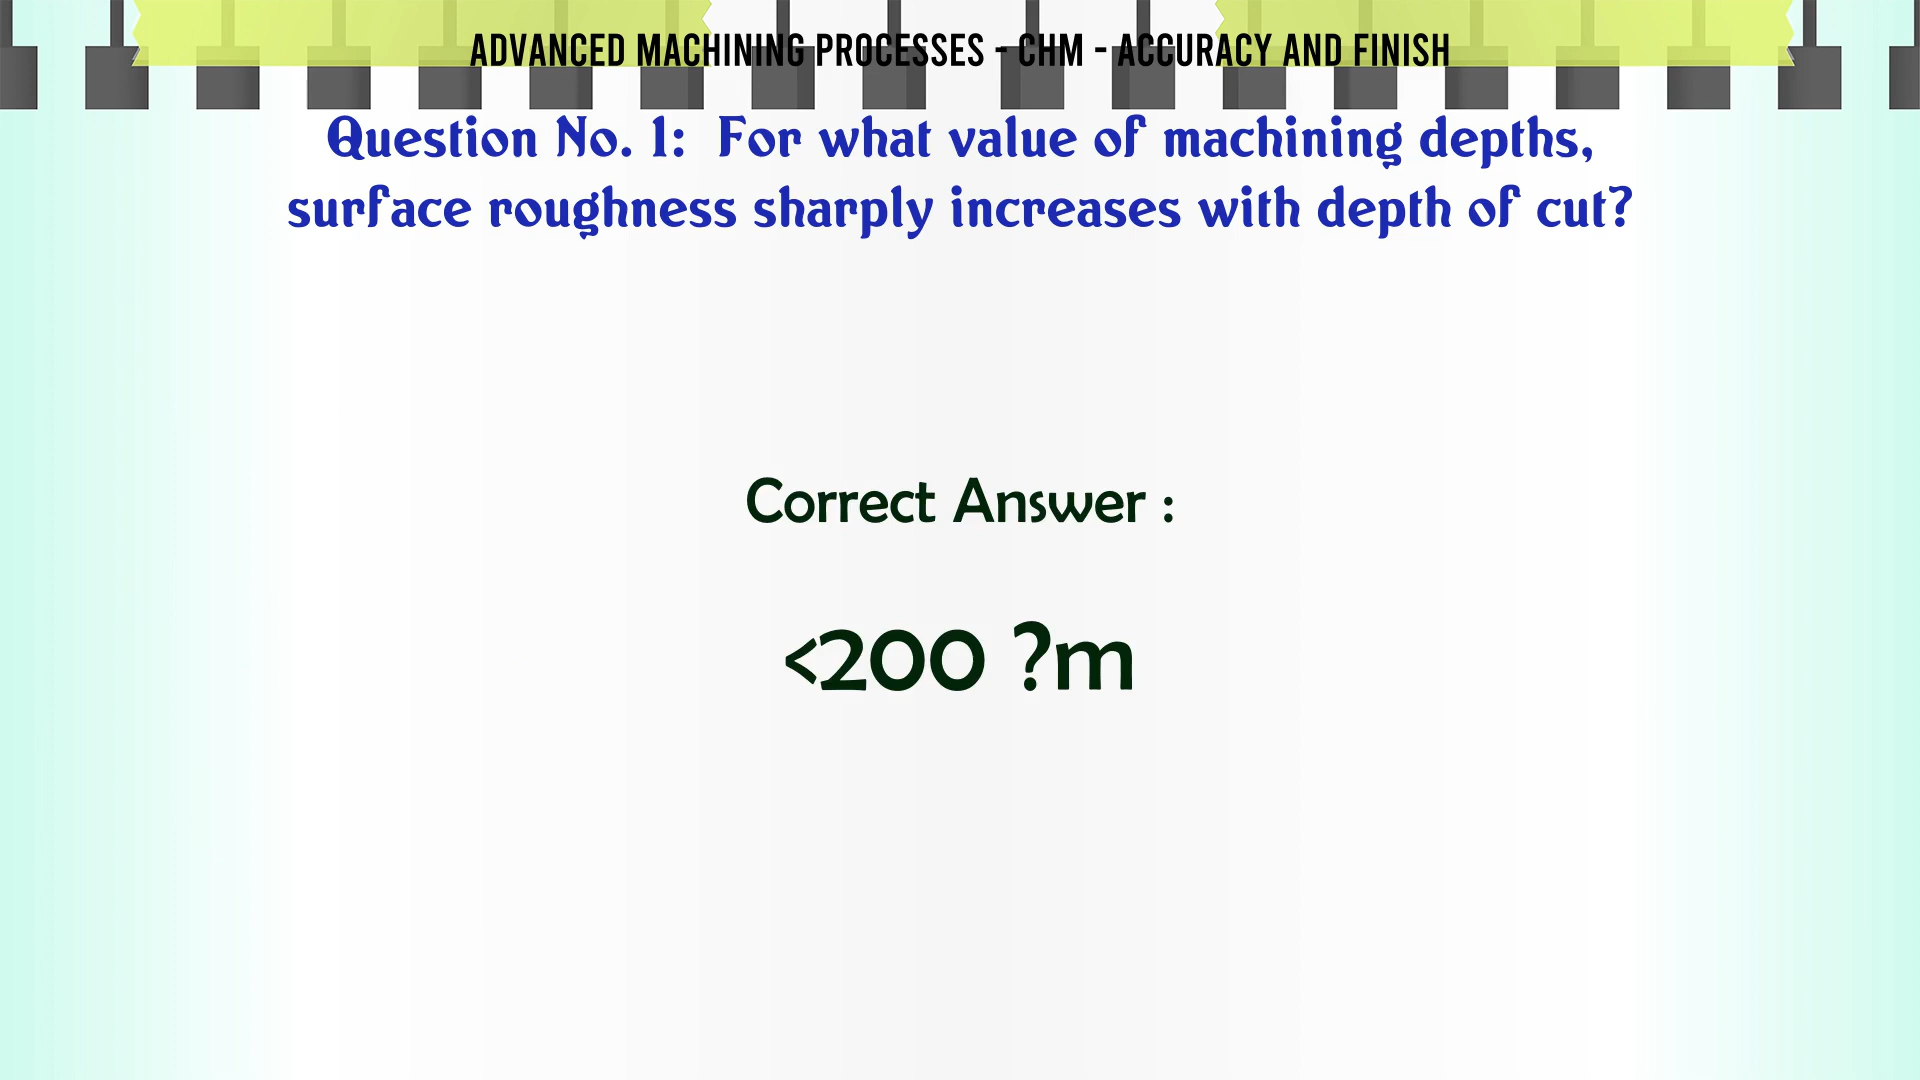 ADVANCED MACHINING PROCESSES - CHM - ACCURACY AND FINISH
Question No. 1: For what value of machining depths,
surface roughness sharply increases with depth of cut?
Correct Answer :
<200 ?m